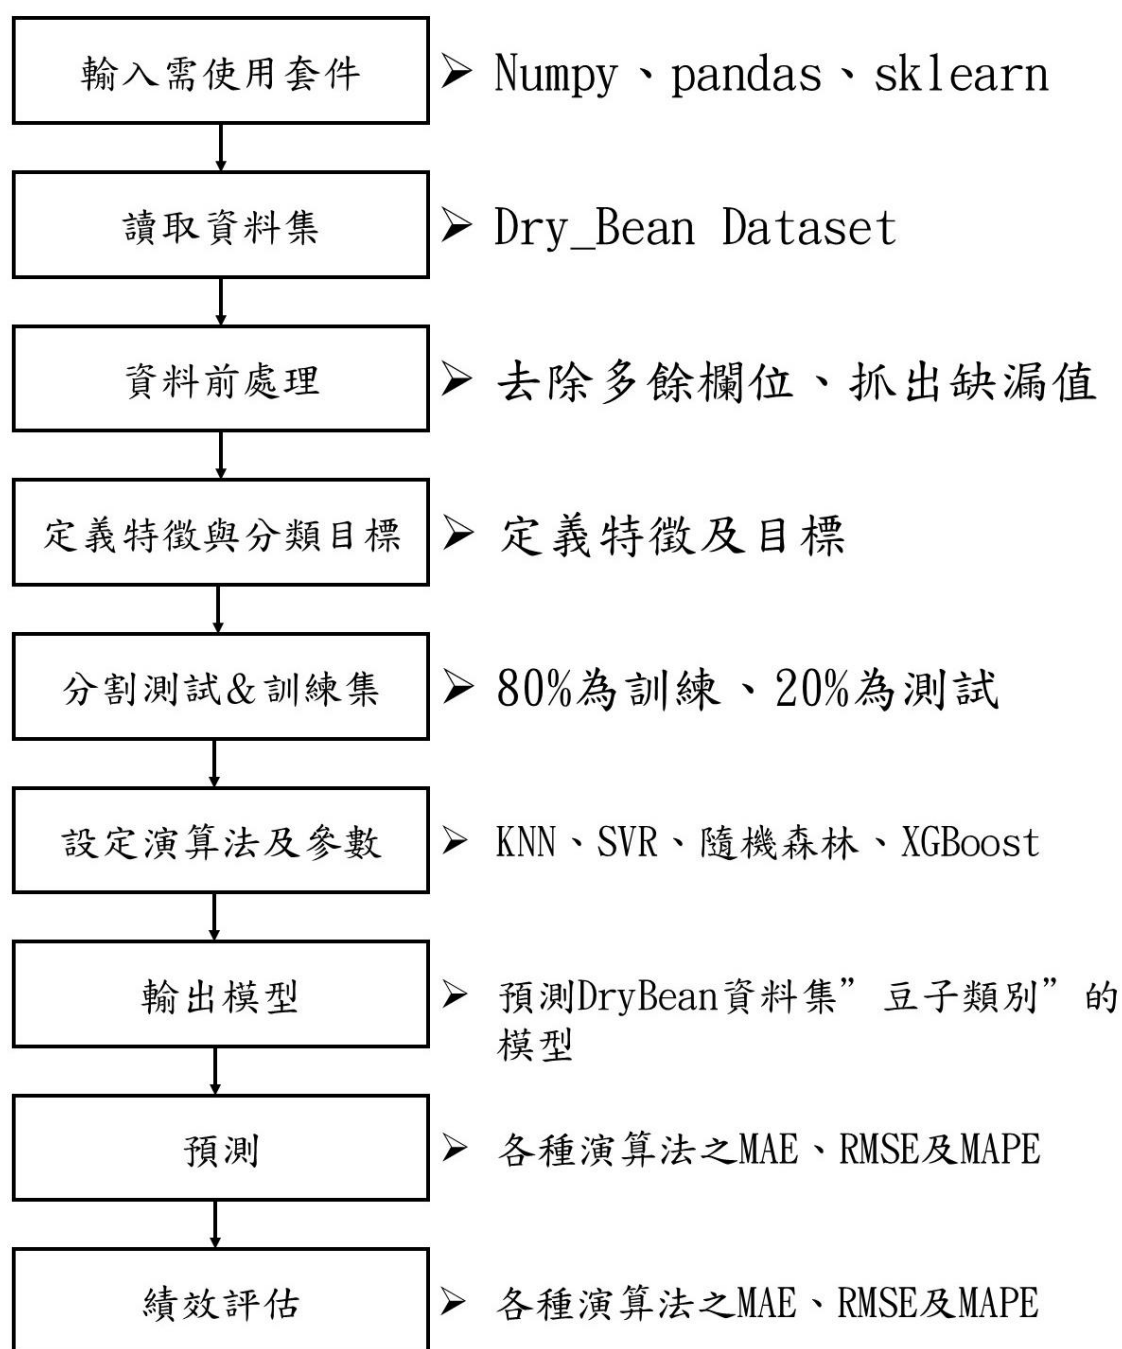 輸入需使用套件
➢ Numpy、pandas、sklearn
讀取資料集
➢ Dry_Bean Dataset
資料前處理
➢ 去除多餘欄位、抓出缺漏值
定義特徵與分類目標
➢ 定義特徵及目標
分割測試&訓練集
➢ 80%為訓練、20%為測試
設定演算法及參數
➢ KNN、SVR、隨機森林、XGBoost
輸出模型
➢ 預測DryBean資料集”豆子類別”的
模型
預測
➢ 各種演算法之MAE、RMSE及MAPE
績效評估
➢ 各種演算法之MAE、RMSE及MAPE